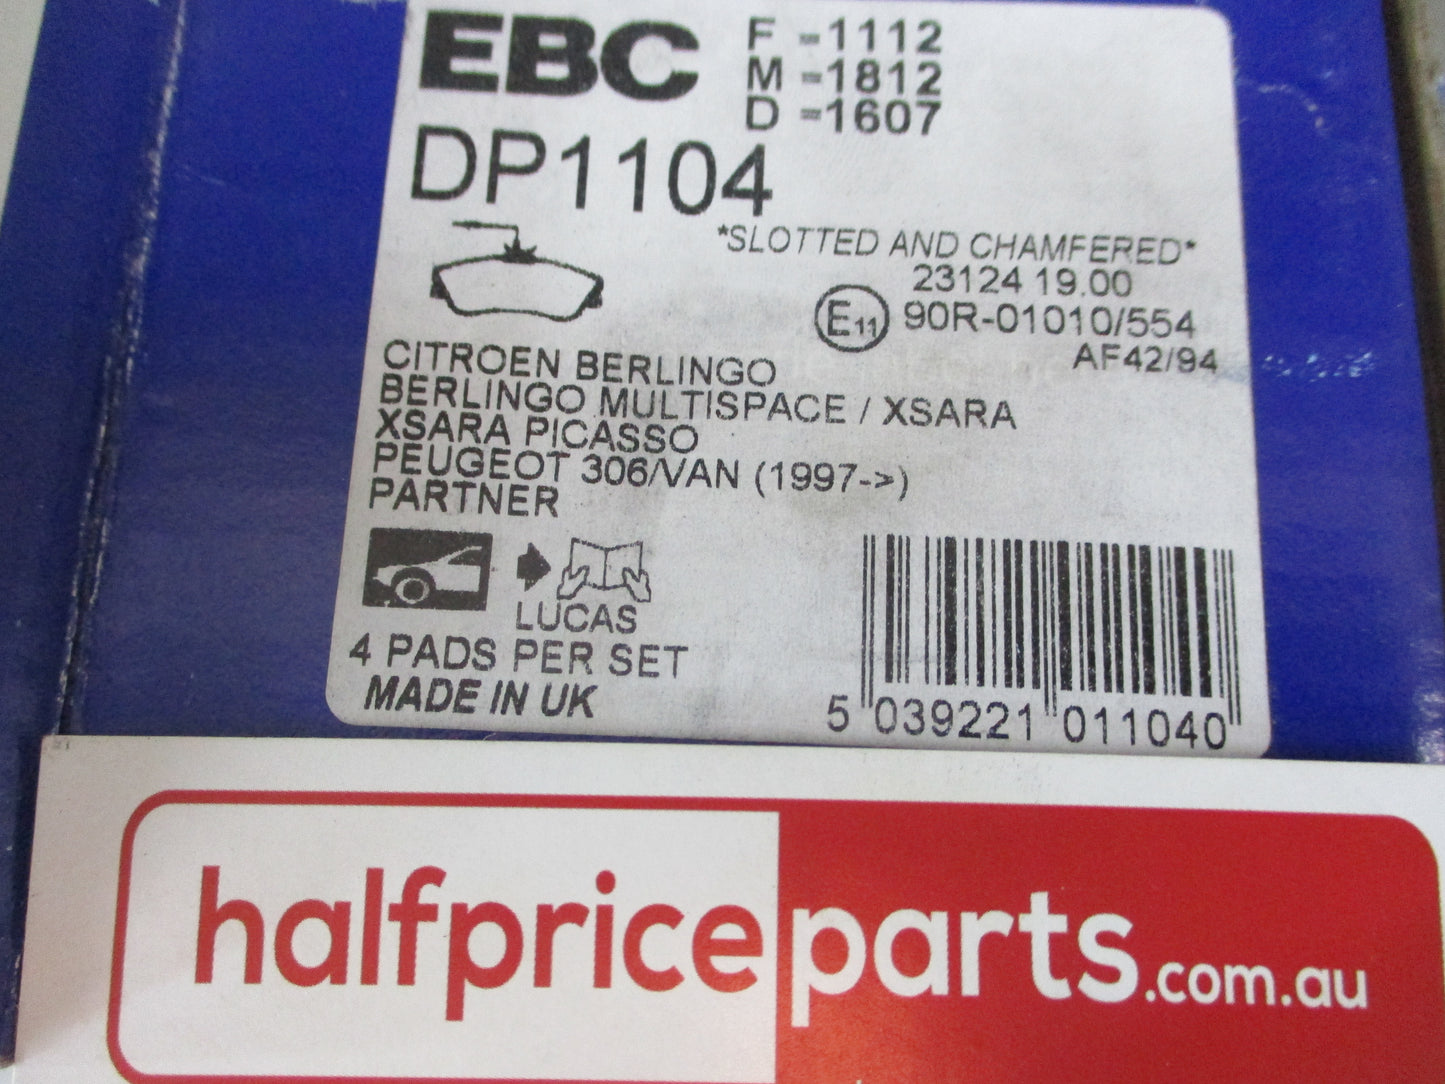 EBC
F -1112
M -1812
D -1607
DP1104
*SLOTTED AND CHAMFERED*
23124 19.00
E11 90R-01010/554
AF42/94
CITROEN BERLINGO
BERLINGO MULTISPACE / XSARA
XSARA PICASSO
PEUGEOT 306/VAN (1997->)
PARTNER
LUCAS
4 PADS PER SET
MADE IN UK
5 039221 011040
halfpriceparts.com.au